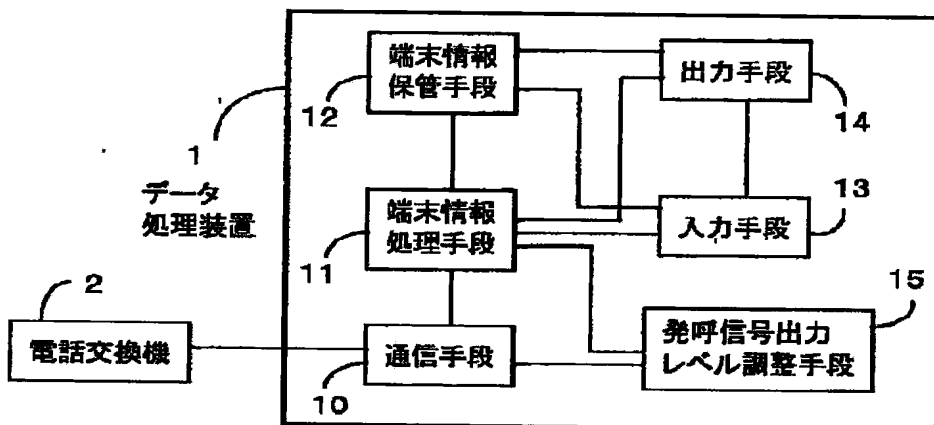 端末情報
保管手段
12
出力手段
14
1
データ
処理装置
端末情報
処理手段
11
入力手段
13
2
電話交換機
通信手段
10
発呼信号出力
レベル調整手段
15